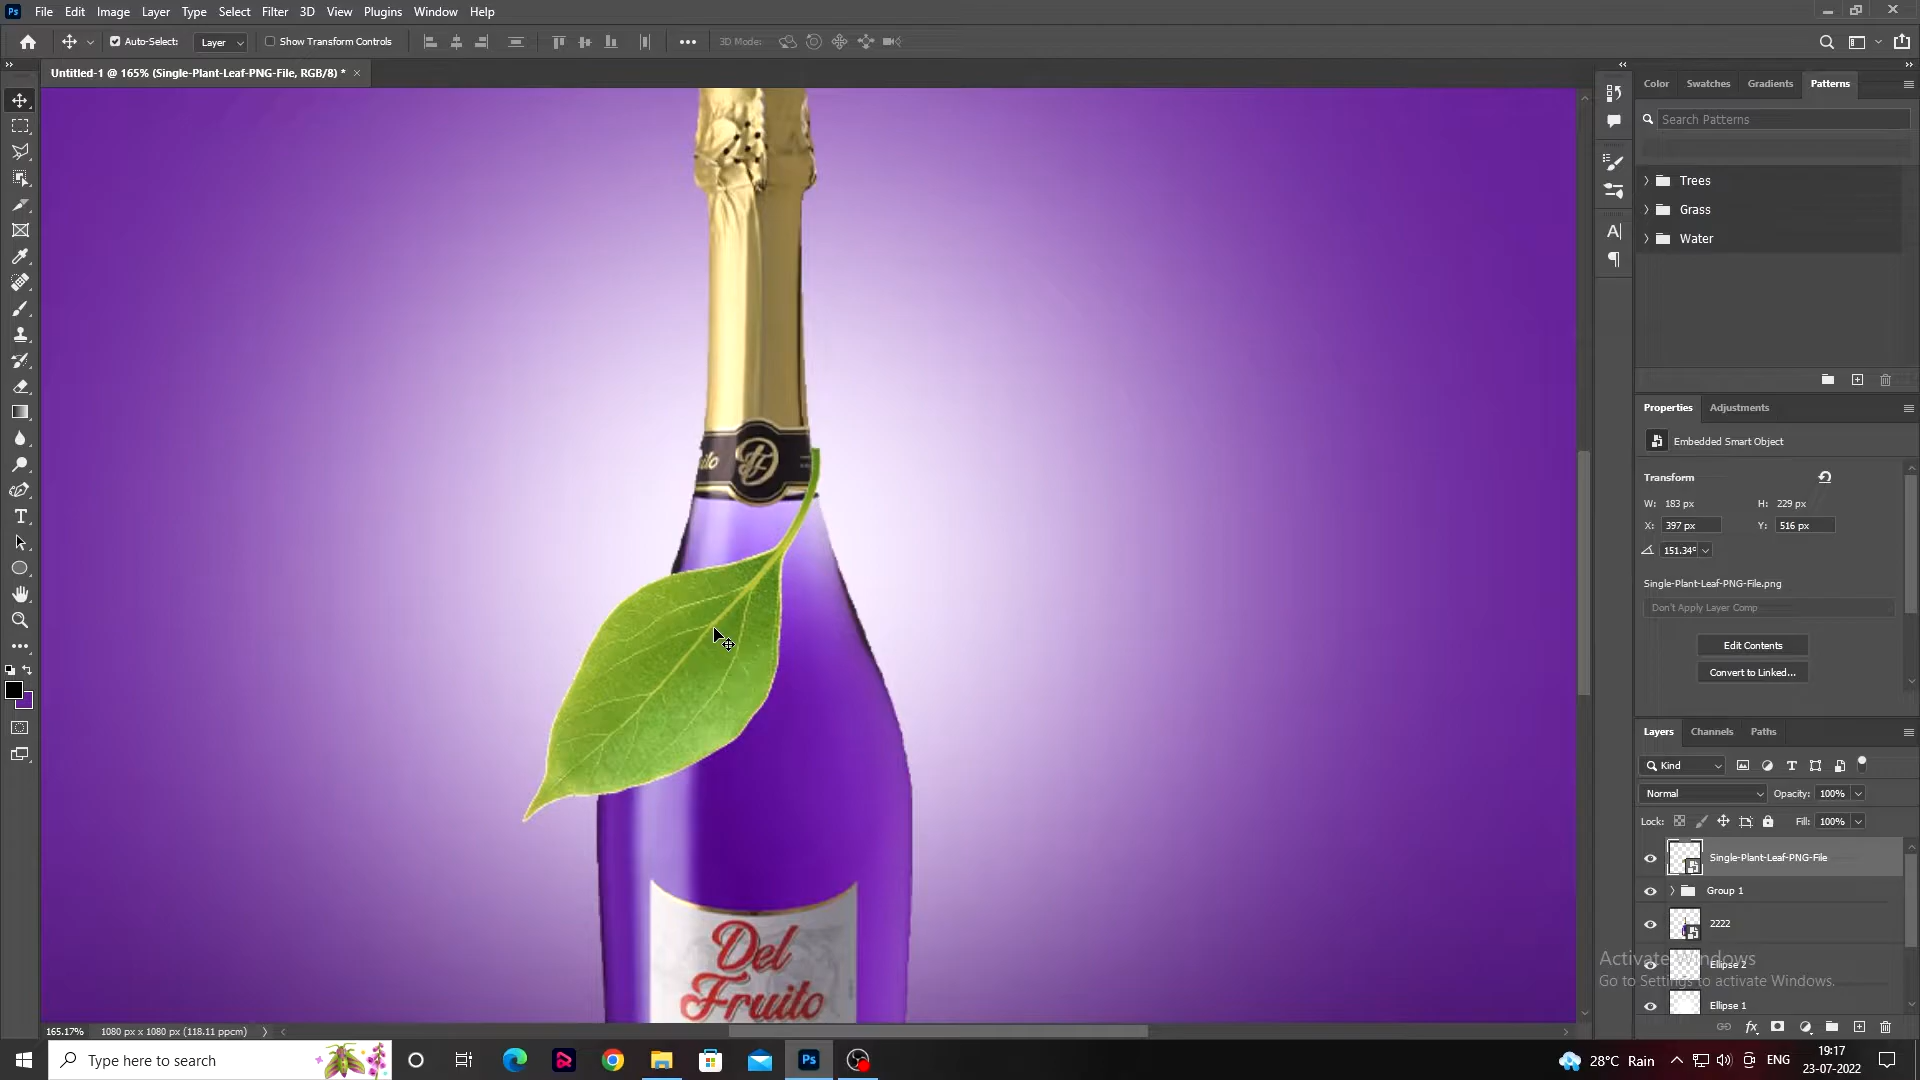 File Edit Image Layer Type Select Filter 3D View Plugins Window Help
Auto-Select: Layer Show Transform Controls 3D Mode:
Untitled-1 @ 165% (Single-Plant-Leaf-PNG-File, RGB/8) *
Color Swatches Gradients Patterns
Search Patterns
Trees
Grass
Water
Properties Adjustments
Embedded Smart Object
Transform
W: 183 px H: 229 px
X: 397 px Y: 516 px
151.34°
Single-Plant-Leaf-PNG-File.png
Don't Apply Layer Comp
Edit Contents
Convert to Linked...
Layers Channels Paths
Kind
Normal Opacity: 100%
Lock: Fill: 100%
Single-Plant-Leaf-PNG-File
Group 1
2222
Ellipse 2
Ellipse 1
Activate Windows
Go to Settings to activate Windows.
Del
Fruito
165.17% 1080 px x 1080 px (118.11 ppcm)
Type here to search
Ps
28°C Rain
ENG
19:17
23-07-2022